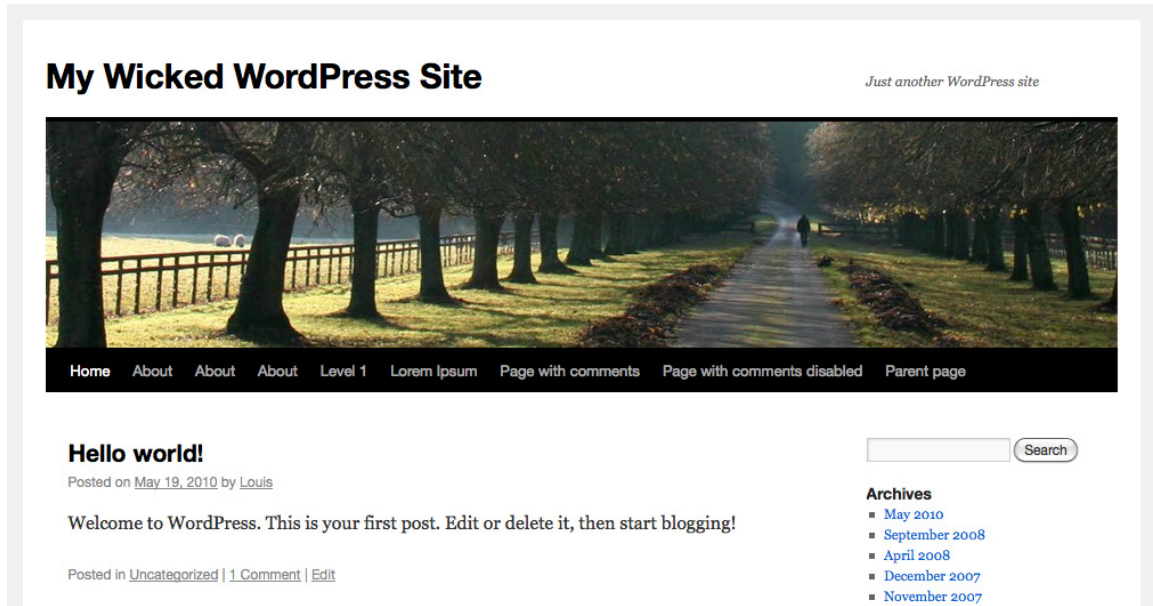 My Wicked WordPress Site
Just another WordPress site
Home About About About Level 1 Lorem Ipsum Page with comments Page with comments disabled Parent page
Hello world!
Posted on May 19, 2010 by Louis
Welcome to WordPress. This is your first post. Edit or delete it, then start blogging!
Posted in Uncategorized | 1 Comment | Edit
Search
Archives
May 2010
September 2008
April 2008
December 2007
November 2007